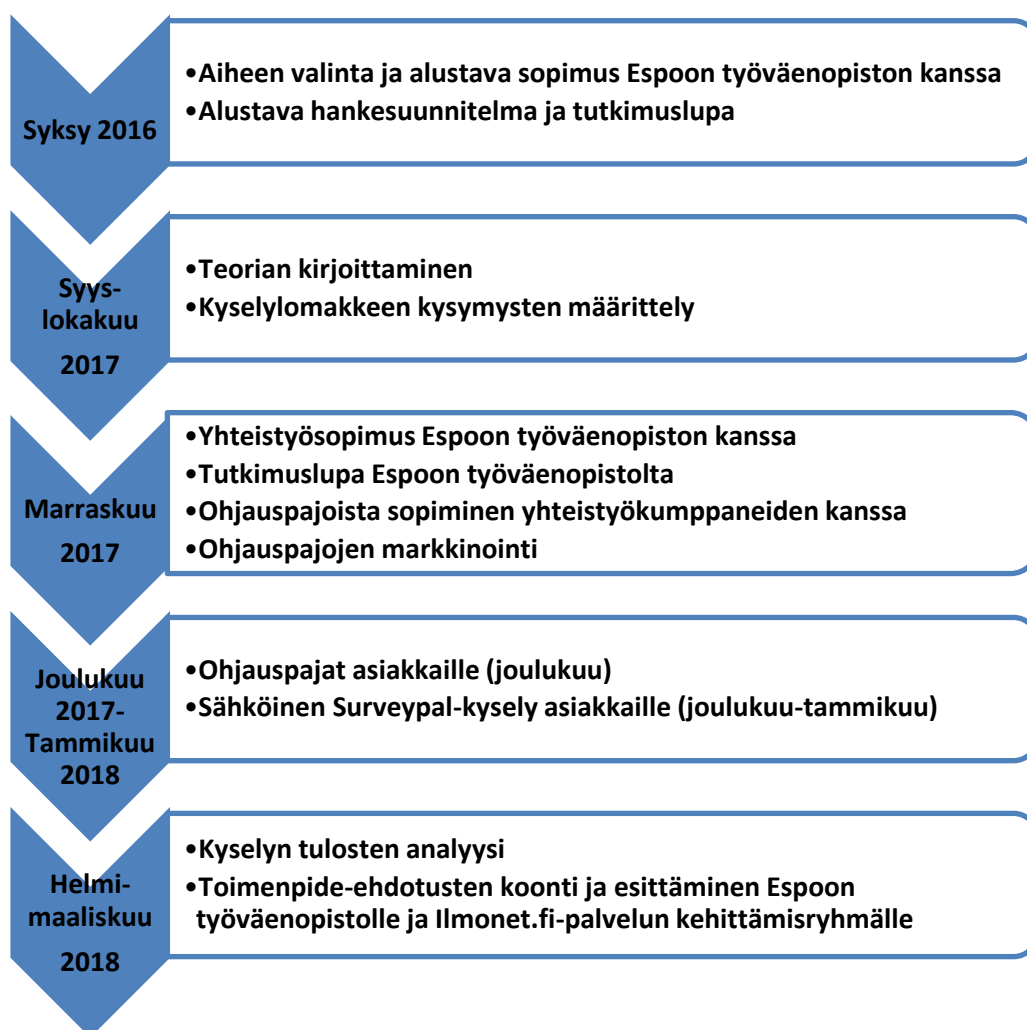 Syksy 2016
•Aiheen valinta ja alustava sopimus Espoon työväenopiston kanssa
•Alustava hankesuunnitelma ja tutkimuslupa
Syys-
lokakuu
2017
•Teorian kirjoittaminen
•Kyselylomakkeen kysymysten määrittely
Marraskuu
2017
•Yhteistyösopimus Espoon työväenopiston kanssa
•Tutkimuslupa Espoon työväenopistolta
•Ohjauspajoista sopiminen yhteistyökumppaneiden kanssa
•Ohjauspajojen markkinointi
Joulukuu
2017-
Tammikuu
2018
•Ohjauspajat asiakkaille (joulukuu)
•Sähköinen Surveypal-kysely asiakkaille (joulukuu-tammikuu)
Helmi-
maaliskuu
2018
•Kyselyn tulosten analyysi
•Toimenpide-ehdotusten koonti ja esittäminen Espoon
työväenopistolle ja Ilmonet.fi-palvelun kehittämisryhmälle